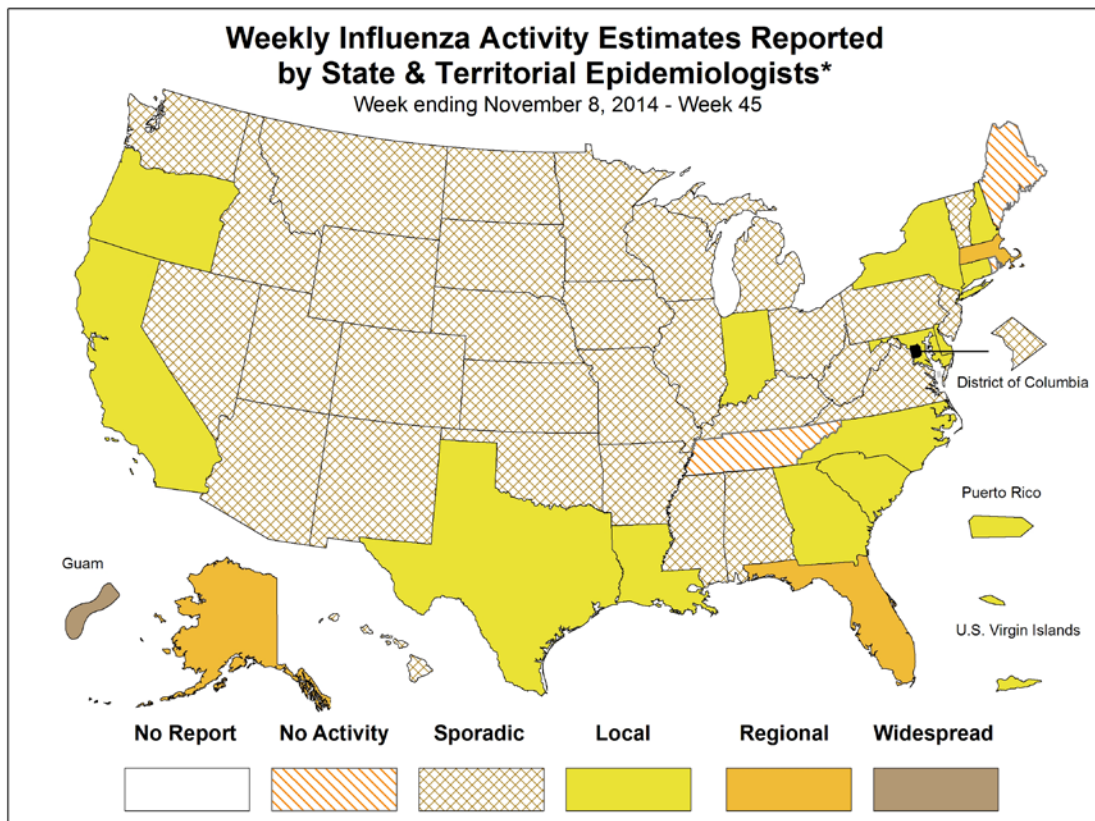 Weekly Influenza Activity Estimates Reported
by State & Territorial Epidemiologists*
Week ending November 8, 2014 - Week 45
District of Columbia
Puerto Rico
Guam
U.S. Virgin Islands
No Report No Activity Sporadic Local Regional Widespread